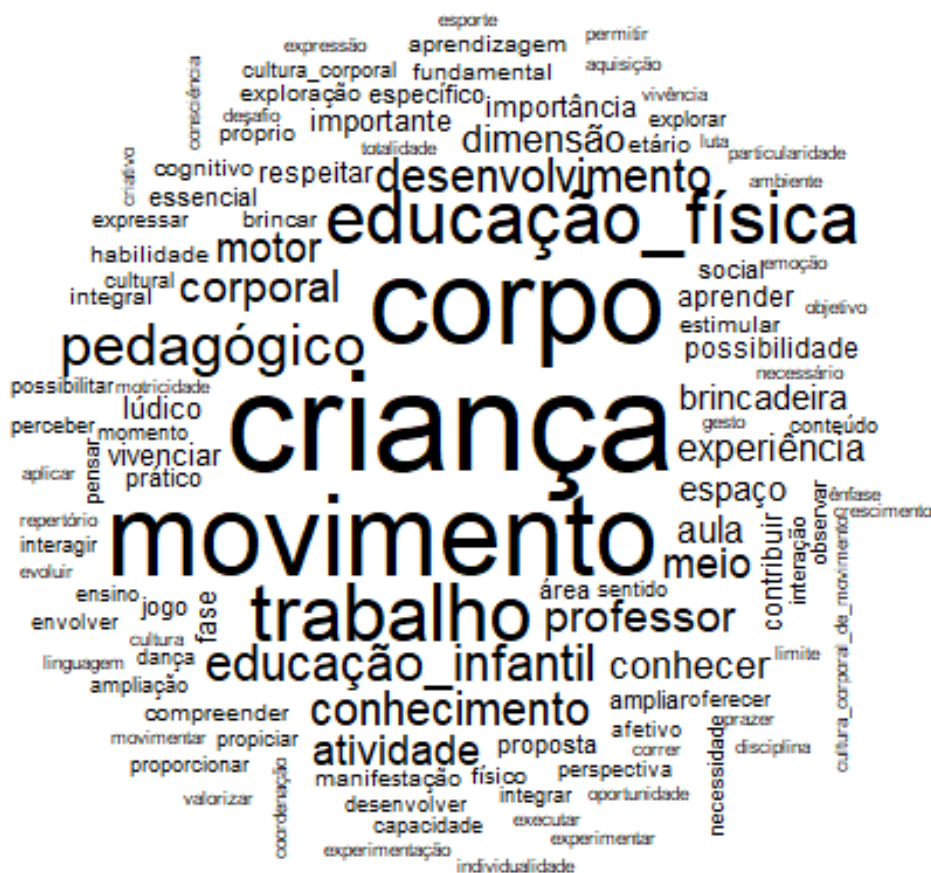 esporte
expressão
permitir
aprendizagem
cultura_corporal
fundamental
aquisição
consciência
exploração
específico
vivência
desafio
importante
importância
explorar
próprio
dimensão
etário
luta
totalidade
particularidade
criativo
cognitivo
respeitar
desenvolvimento
ambiente
essencial
expressar
brincar
educação_física
habilidade
motor
social
emoção
cultural
integral
corporal
corpo
aprender
objetivo
estimular
pedagógico
possibilidade
necessário
possibilitar
motricidade
criança
brincadeira
lúdico
gesto
conteúdo
perceber
momento
vivenciar
experiência
pensar
aplicar
prático
espaço
observar
ênfase
crescimento
repertório
movimento
aula
contribuir
interação
interagir
meio
evoluir
cultura_corporal_de_movimento
ensino
jogo
fase
trabalho
área
sentido
professor
envolver
cultura
linguagem
dança
educação_infantil
conhecer
limite
ampliação
ampliar
oferecer
compreender
conhecimento
afetivo
prazer
necessidade
movimentar
propiciar
atividade
proposta
correr
disciplina
proporcionar
manifestação
físico
perspectiva
coordenação
valorizar
desenvolver
integrar
oportunidade
capacidade
executar
experimentar
experimentação
individualidade